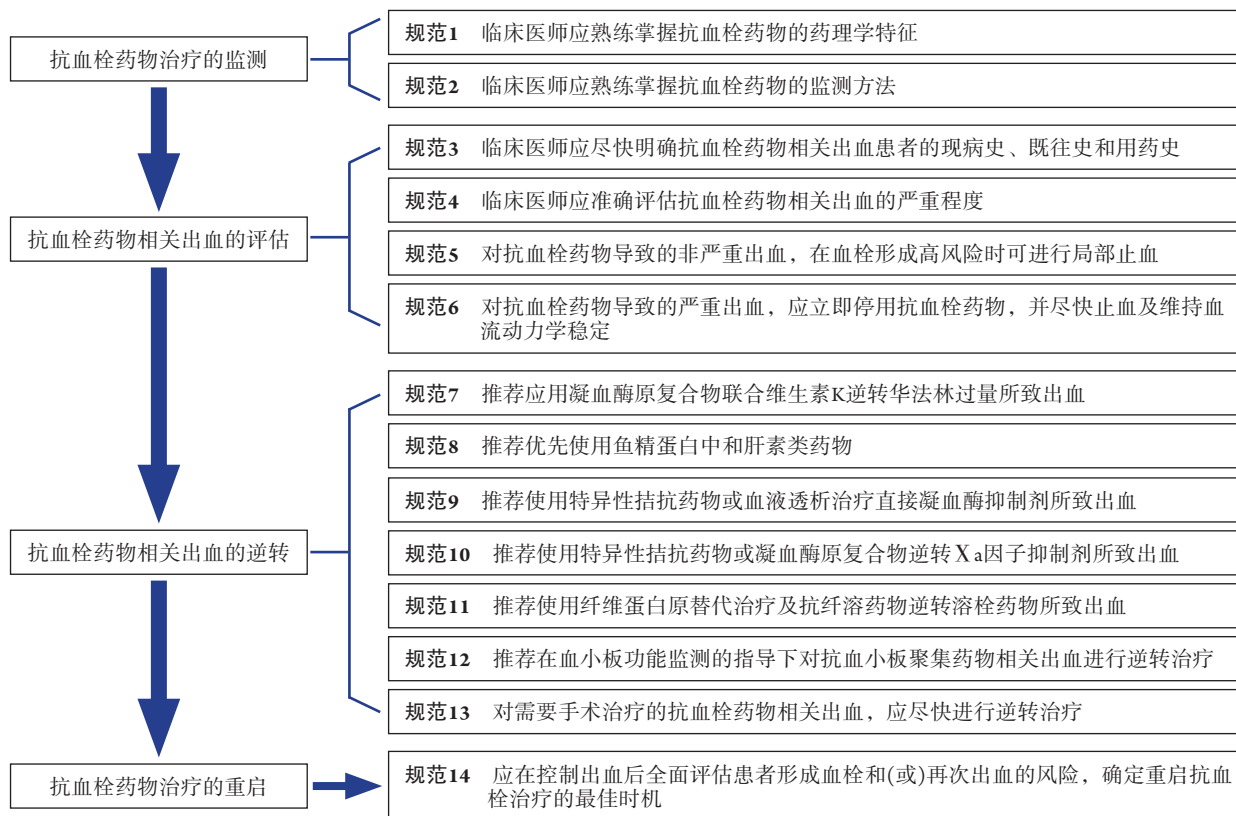 抗血栓药物治疗的监测
规范1 临床医师应熟练掌握抗血栓药物的药理学特征
规范2 临床医师应熟练掌握抗血栓药物的监测方法
抗血栓药物相关出血的评估
规范3 临床医师应尽快明确抗血栓药物相关出血患者的现病史、既往史和用药史
规范4 临床医师应准确评估抗血栓药物相关出血的严重程度
规范5 对抗血栓药物导致的非严重出血，在血栓形成高风险时可进行局部止血
规范6 对抗血栓药物导致的严重出血，应立即停用抗血栓药物，并尽快止血及维持血
流动力学稳定
抗血栓药物相关出血的逆转
规范7 推荐应用凝血酶原复合物联合维生素K逆转华法林过量所致出血
规范8 推荐优先使用鱼精蛋白中和肝素类药物
规范9 推荐使用特异性拮抗药物或血液透析治疗直接凝血酶抑制剂所致出血
规范10 推荐使用特异性拮抗药物或凝血酶原复合物逆转Ⅹa因子抑制剂所致出血
规范11 推荐使用纤维蛋白原替代治疗及抗纤溶药物逆转溶栓药物所致出血
规范12 推荐在血小板功能监测的指导下对抗血小板聚集药物相关出血进行逆转治疗
规范13 对需要手术治疗的抗血栓药物相关出血，应尽快进行逆转治疗
抗血栓药物治疗的重启
规范14 应在控制出血后全面评估患者形成血栓和(或)再次出血的风险，确定重启抗血
栓治疗的最佳时机